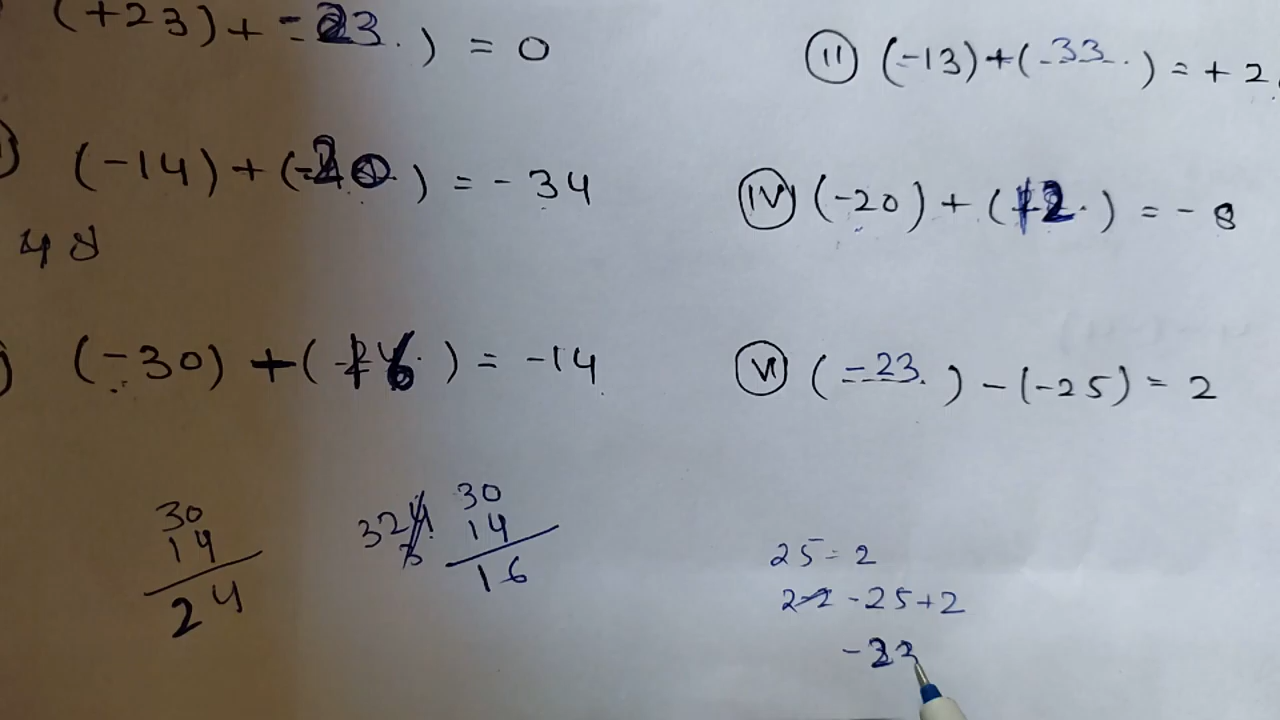 (+23) + -23. ) = 0
II (-13) + ( 33 ) = + 2
(-14) + (-20 ) = - 34
IV (-20) + ( 12 ) = - 8
48
) (-30) + ( 16 ) = -14
VI ( -23. ) - (-25) = 2
30
14
24
32
30
14
16
25 = 2
-25+2
-23